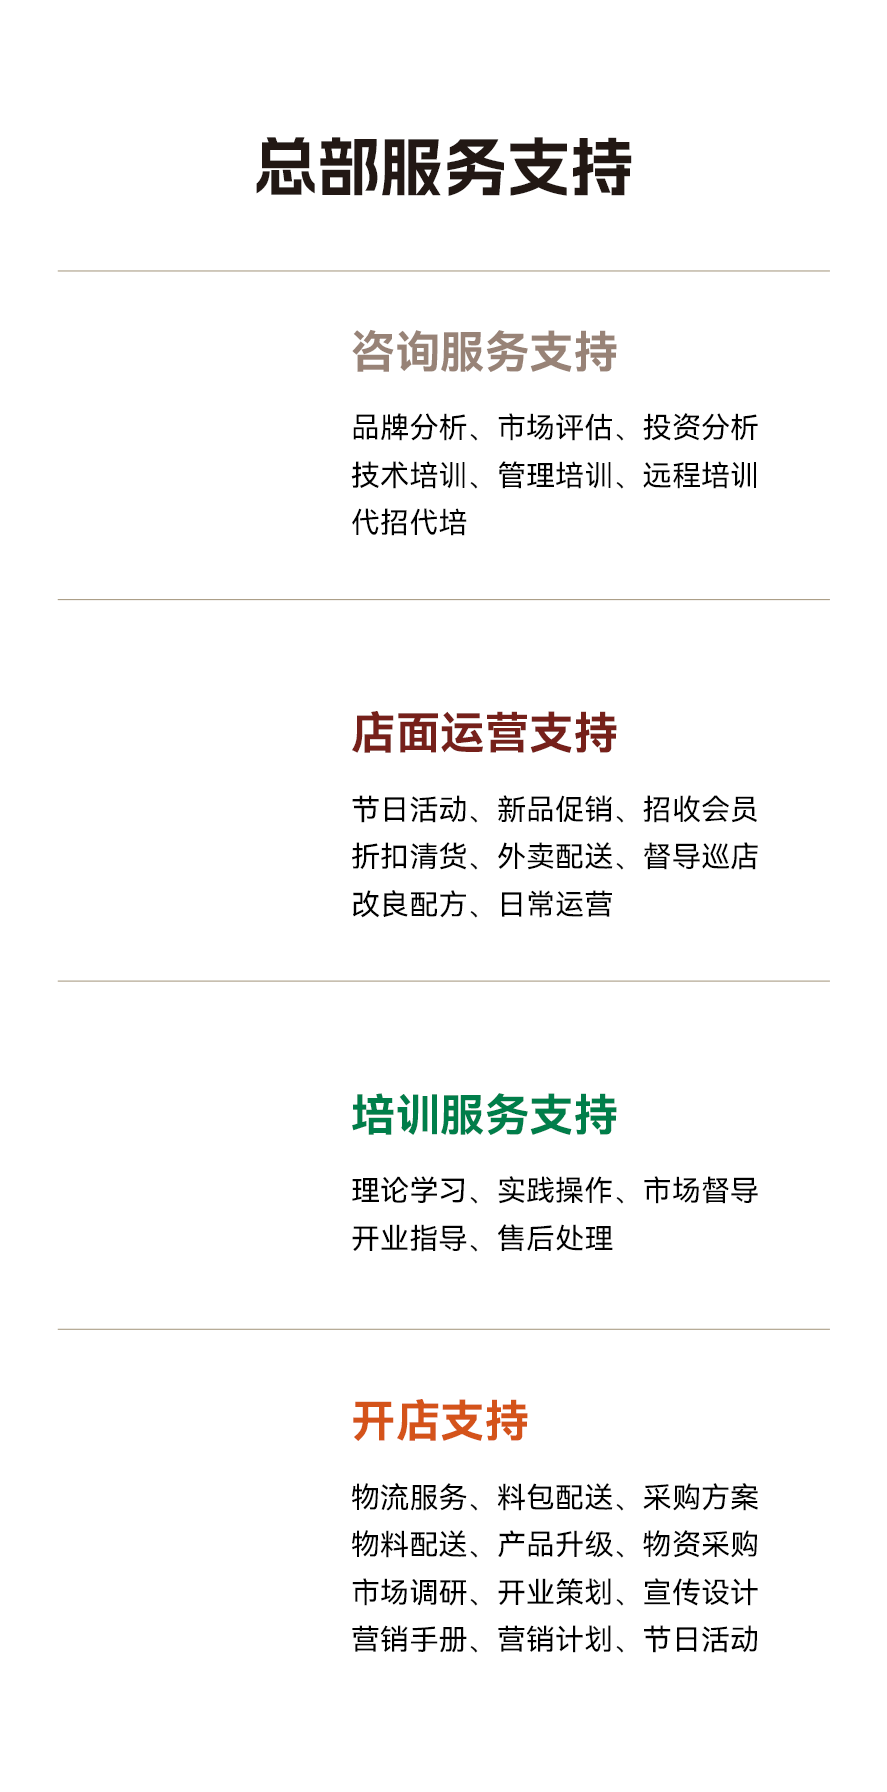 总部服务支持
咨询服务支持
品牌分析、市场评估、投资分析
技术培训、管理培训、远程培训
代招代培
店面运营支持
节日活动、新品促销、招收会员
折扣清货、外卖配送、督导巡店
改良配方、日常运营
培训服务支持
理论学习、实践操作、市场督导
开业指导、售后处理
开店支持
物流服务、料包配送、采购方案
物料配送、产品升级、物资采购
市场调研、开业策划、宣传设计
营销手册、营销计划、节日活动